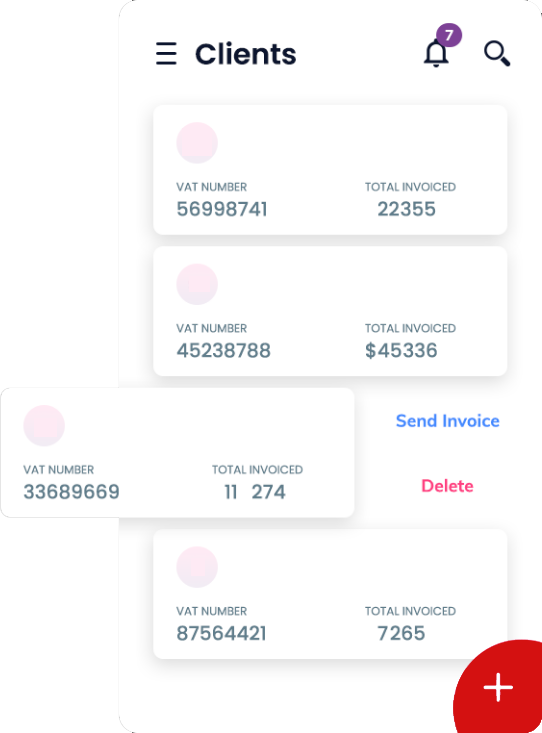 Clients
7
VAT NUMBER TOTAL INVOICED
56998741 22355
VAT NUMBER TOTAL INVOICED
45238788 $45336
Send Invoice
VAT NUMBER TOTAL INVOICED
33689669 11 274
Delete
VAT NUMBER TOTAL INVOICED
87564421 7265